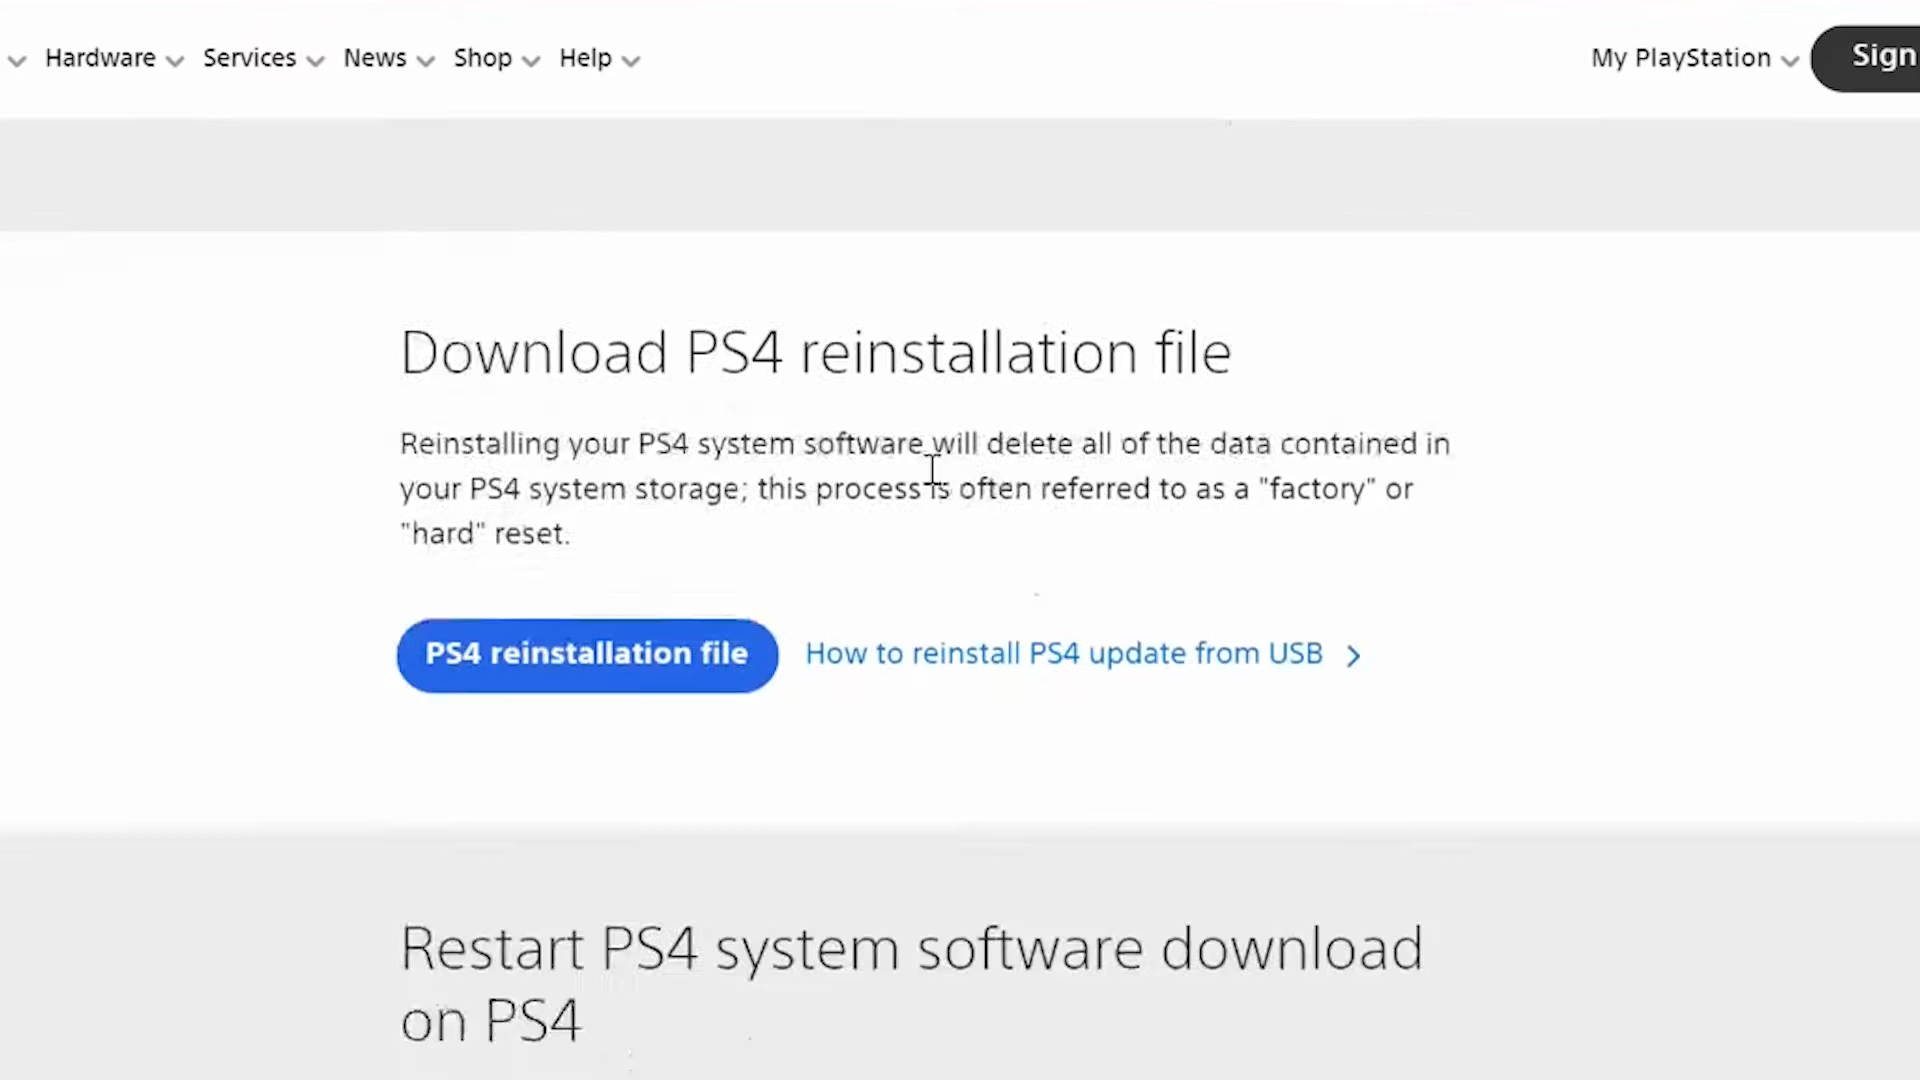 Hardware Services News Shop Help My PlayStation Sign
Download PS4 reinstallation file
Reinstalling your PS4 system software will delete all of the data contained in
your PS4 system storage; this process is often referred to as a "factory" or
"hard" reset.
PS4 reinstallation file How to reinstall PS4 update from USB
Restart PS4 system software download
on PS4